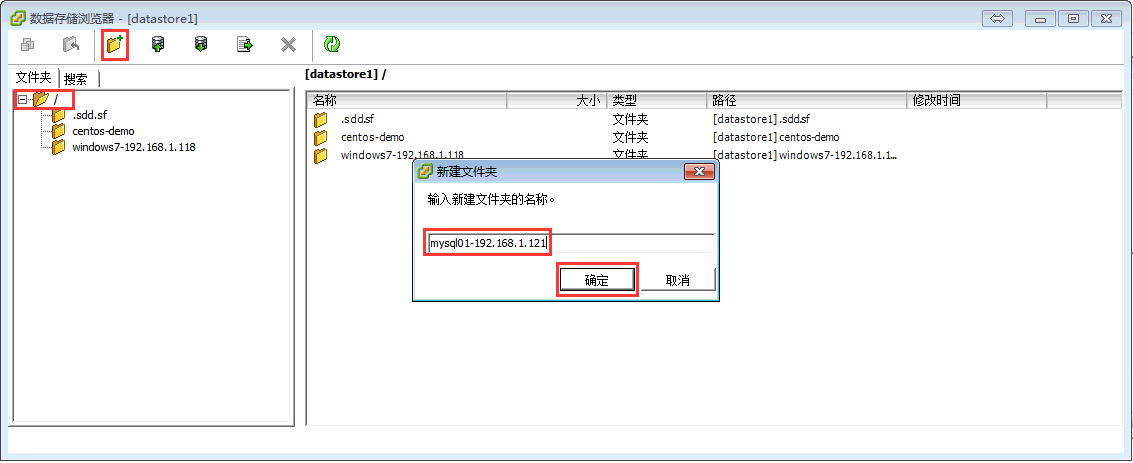 数据存储浏览器 - [datastore1]
文件夹 搜索
/
.sdd.sf
centos-demo
windows7-192.168.1.118
[datastore1] /
名称 大小 类型 路径 修改时间
.sdd.sf 文件夹 [datastore1] .sdd.sf
centos-demo 文件夹 [datastore1] centos-demo
windows7-192.168.1.118 文件夹 [datastore1] windows7-192.168.1.1...
新建文件夹
输入新建文件夹的名称。
mysql01-192.168.1.121
确定 取消